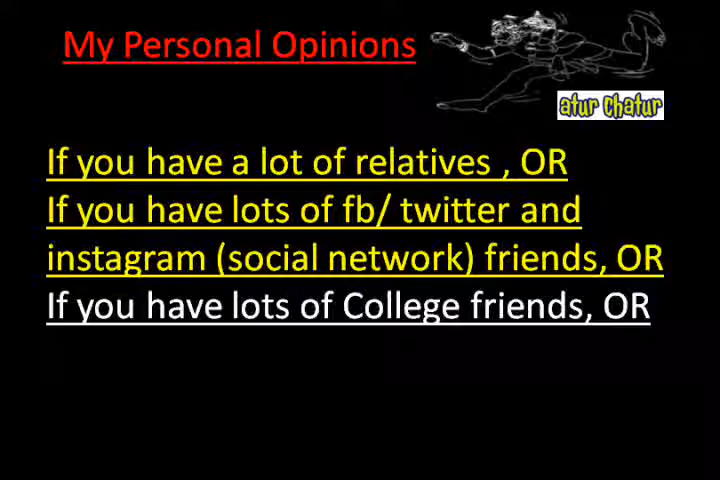 My Personal Opinions
atur chatur
If you have a lot of relatives , OR
If you have lots of fb/ twitter and
instagram (social network) friends, OR
If you have lots of College friends, OR